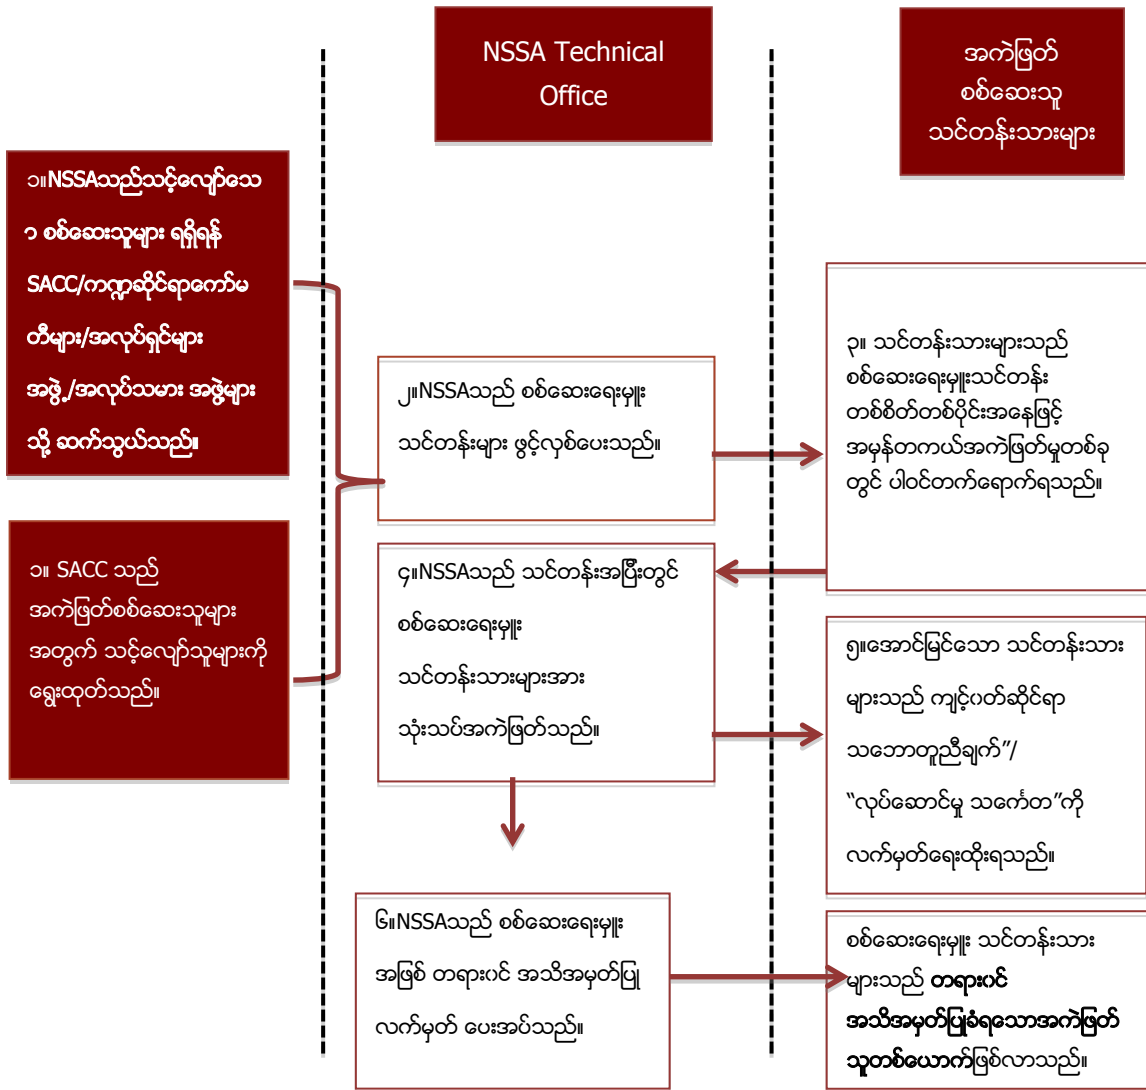 NSSA Technical
Office
အကဲဖြတ်
စစ်ဆေးသူ
သင်တန်းသားများ
၁။NSSAသည်သင့်လျော်သေ
ာ စစ်ဆေးသူများ ရရှိရန်
SACC/ကဏ္ဍဆိုင်ရာကော်မ
တီများ/အလုပ်ရှင်များ
အဖွဲ့/အလုပ်သမား အဖွဲ့များ
သို့ ဆက်သွယ်သည်။
၁။ SACC သည်
အကဲဖြတ်စစ်ဆေးသူများ
အတွက် သင့်လျော်သူများကို
ရွေးထုတ်သည်။
၂။NSSAသည် စစ်ဆေးရေးမှူး
သင်တန်းများ ဖွင့်လှစ်ပေးသည်။
၃။ သင်တန်းသားများသည်
စစ်ဆေးရေးမှူးသင်တန်း
တစ်စိတ်တစ်ပိုင်းအနေဖြင့်
အမှန်တကယ်အကဲဖြတ်မှုတစ်ခု
တွင် ပါဝင်တက်ရောက်ရသည်။
၄။NSSAသည် သင်တန်းအပြီးတွင်
စစ်ဆေးရေးမှူး
သင်တန်းသားများအား
သုံးသပ်အကဲဖြတ်သည်။
၅။အောင်မြင်သော သင်တန်းသား
များသည် ကျင့်၀တ်ဆိုင်ရာ
သဘောတူညီချက်”/
“လုပ်ဆောင်မှု သင်္ကေတ”ကို
လက်မှတ်ရေးထိုးရသည်။
၆။NSSAသည် စစ်ဆေးရေးမှူး
အဖြစ် တရား၀င် အသိအမှတ်ပြု
လက်မှတ် ပေးအပ်သည်။
စစ်ဆေးရေးမှူး သင်တန်းသား
များသည် တရား၀င်
အသိအမှတ်ပြုခံရသောအကဲဖြတ်
သူတစ်ယောက်ဖြစ်လာသည်။